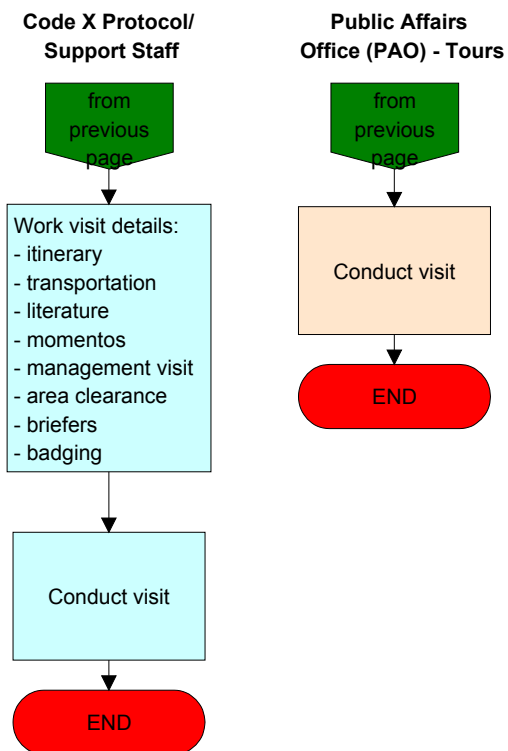 Code X Protocol/
Support Staff
from
previous
page
Work visit details:
- itinerary
- transportation
- literature
- momentos
- management visit
- area clearance
- briefers
- badging
Conduct visit
END
Public Affairs
Office (PAO) - Tours
from
previous
page
Conduct visit
END